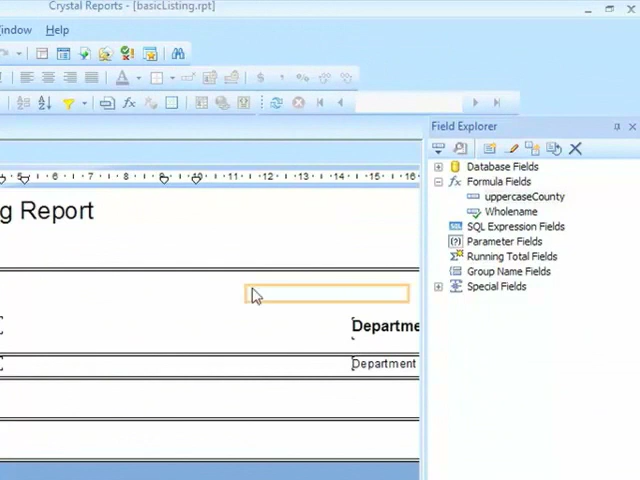 Crystal Reports - [basicListing.rpt]
indow Help
Field Explorer
5 · 6 · 7 · 8 · 9 · 10 · 11 · 12 · 13 · 14 · 15 · 16
Database Fields
Formula Fields
uppercaseCounty
Wholename
SQL Expression Fields
Parameter Fields
Running Total Fields
Group Name Fields
Special Fields
g Report
Departme
Department